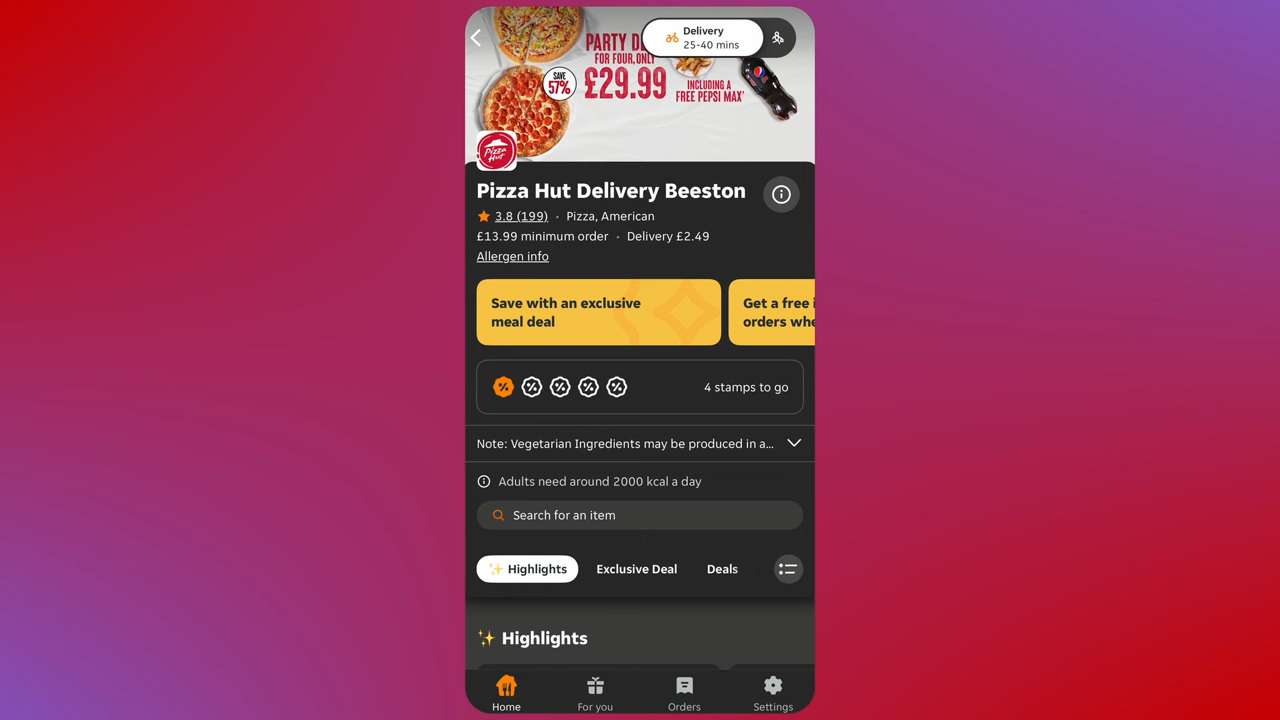 Delivery
25-40 mins
PARTY
FOR FOUR, ONLY
£29.99
SAVE
57%
INCLUDING A
FREE PEPSI MAX
Pizza
Hut
Pizza Hut Delivery Beeston
3.8 (199) · Pizza, American
£13.99 minimum order · Delivery £2.49
Allergen info
Save with an exclusive
meal deal
Get a free
orders
4 stamps to go
Note: Vegetarian Ingredients may be produced in a...
Adults need around 2000 kcal a day
Search for an item
Highlights
Exclusive Deal
Deals
Highlights
Home
For you
Orders
Settings